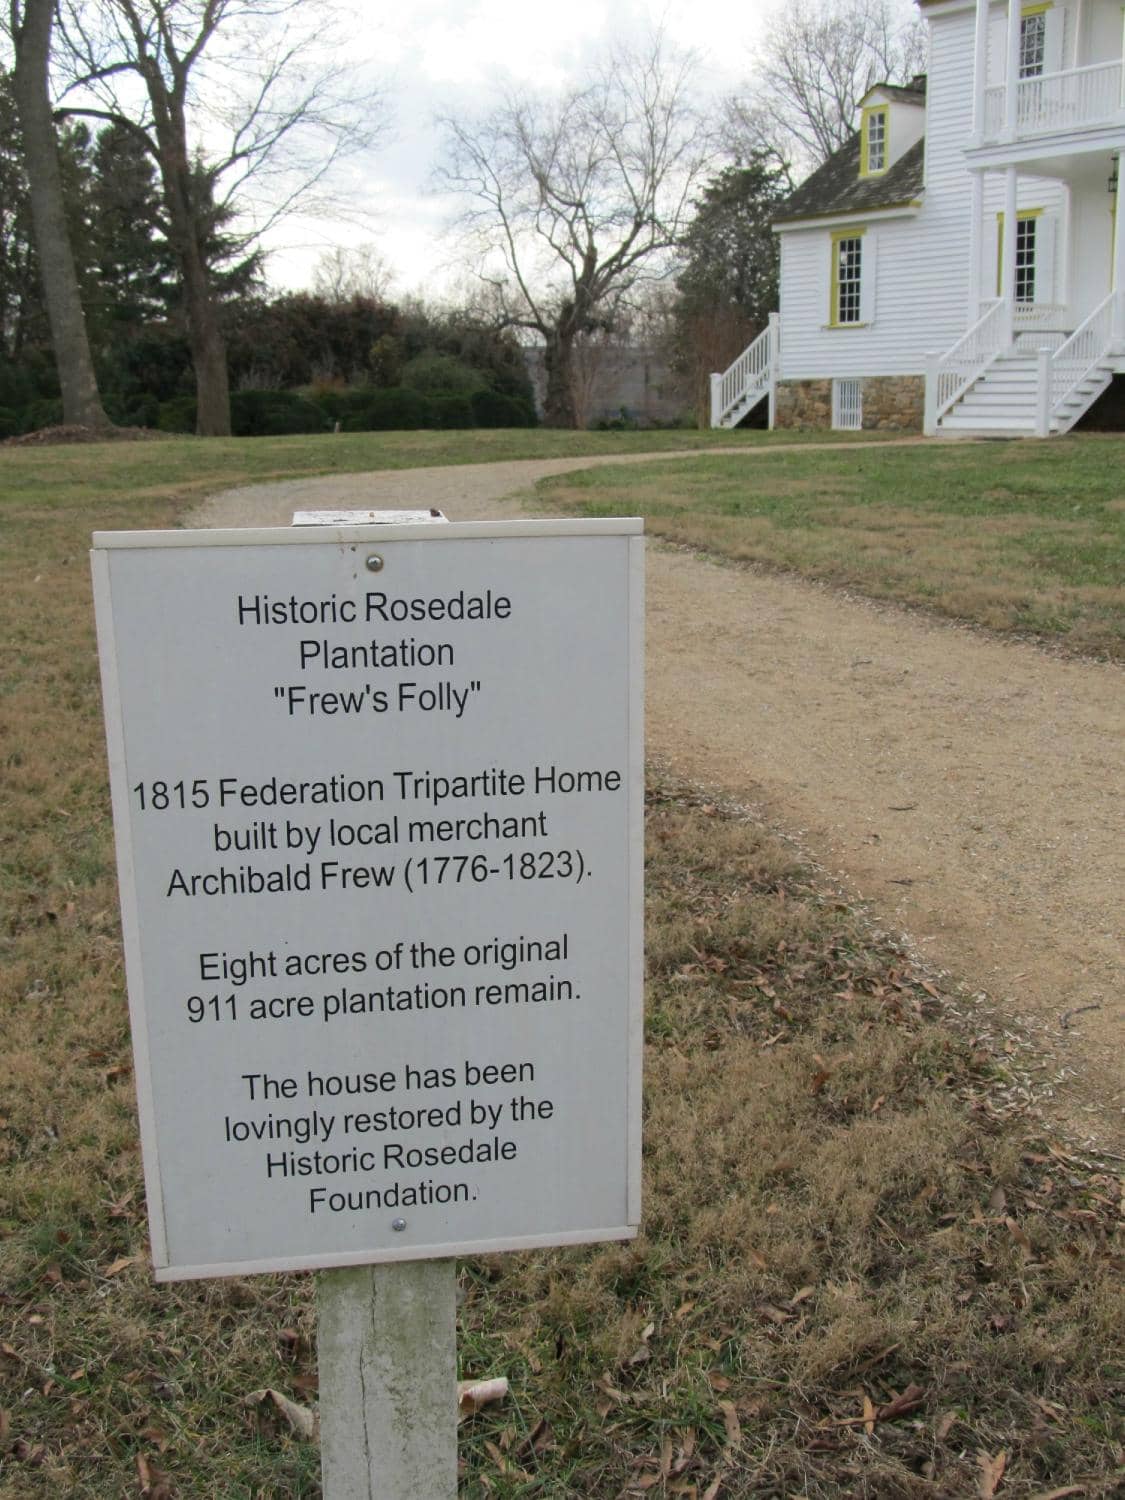 Historic Rosedale
Plantation
"Frew's Folly"
1815 Federation Tripartite Home
built by local merchant
Archibald Frew (1776-1823).
Eight acres of the original
911 acre plantation remain.
The house has been
lovingly restored by the
Historic Rosedale
Foundation.